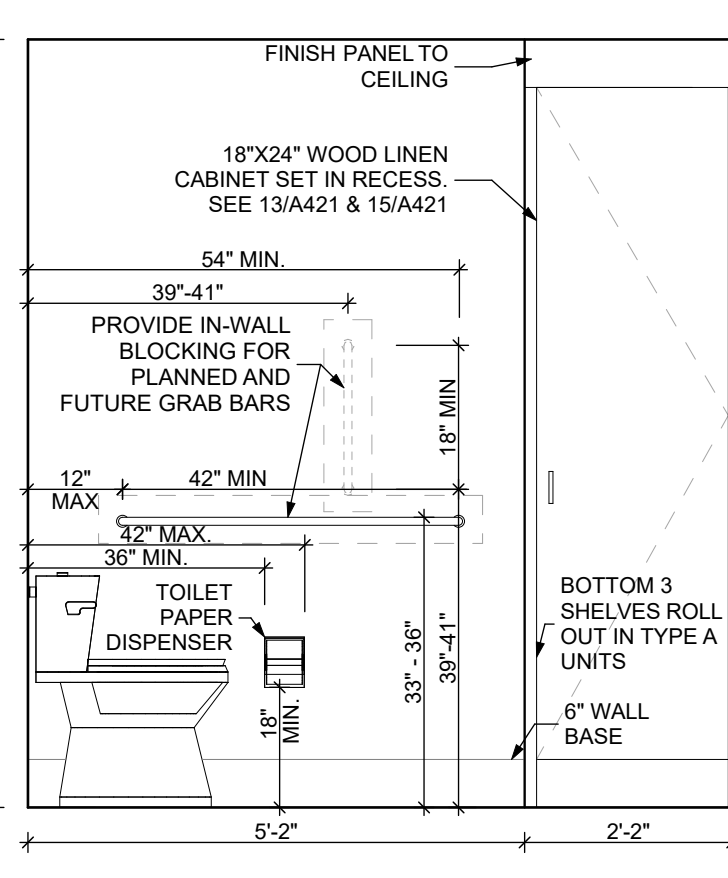 FINISH PANEL TO
CEILING
18"X24" WOOD LINEN
CABINET SET IN RECESS.
SEE 13/A421 & 15/A421
54" MIN.
39"-41"
PROVIDE IN-WALL
BLOCKING FOR
PLANNED AND
FUTURE GRAB BARS
18" MIN
12"
MAX
42" MIN
42" MAX.
36" MIN.
TOILET
PAPER
DISPENSER
18"
MIN.
33" - 36"
39"-41"
BOTTOM 3
SHELVES ROLL
OUT IN TYPE A
UNITS
6" WALL
BASE
5'-2"
2'-2"